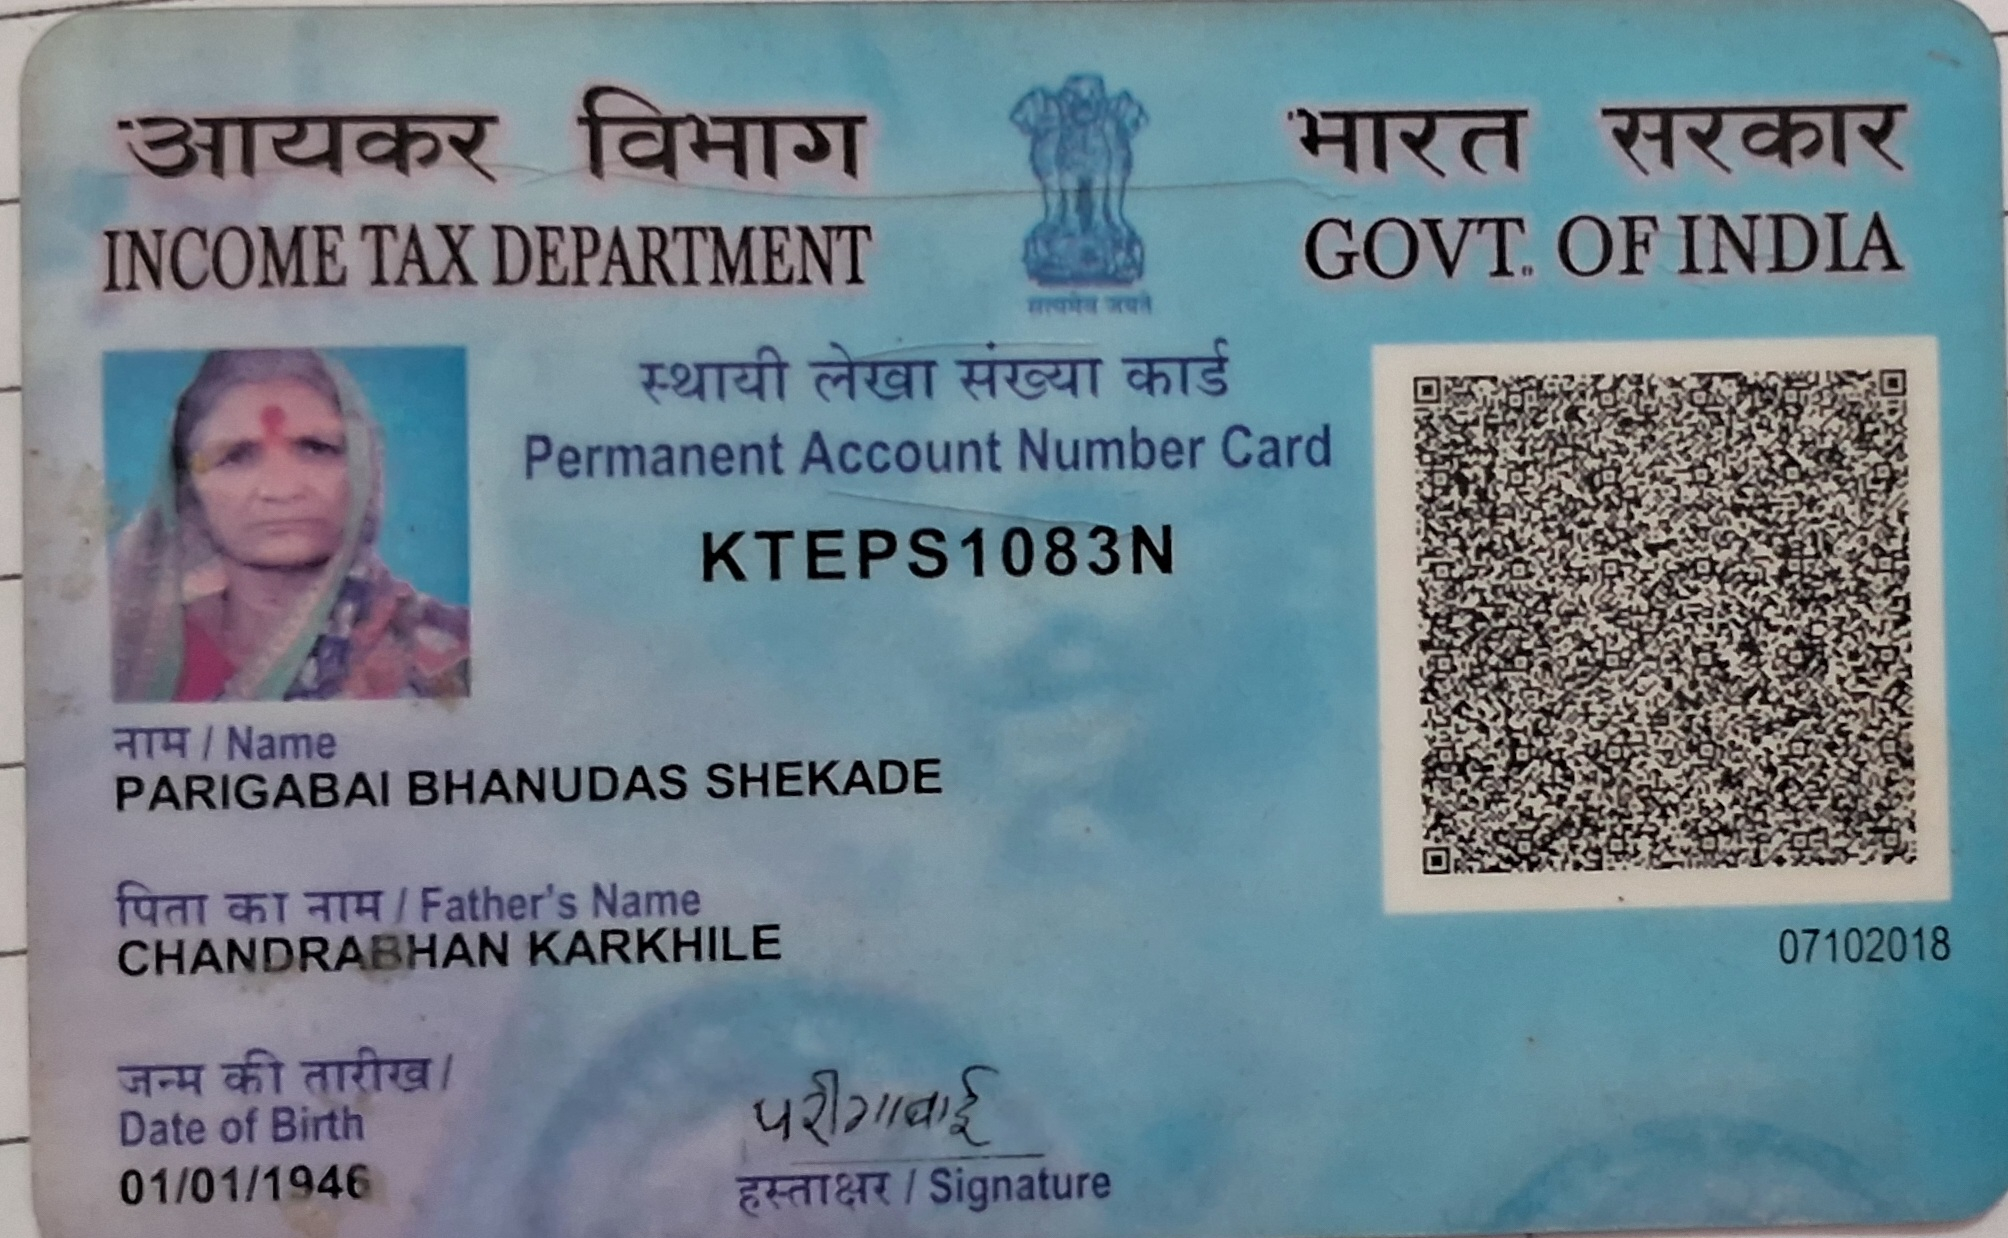 आयकर विभाग
INCOME TAX DEPARTMENT
सत्यमेव जयते
भारत सरकार
GOVT. OF INDIA
स्थायी लेखा संख्या कार्ड
Permanent Account Number Card
KTEPS1083N
नाम / Name
PARIGABAI BHANUDAS SHEKADE
पिता का नाम / Father's Name
CHANDRABHAN KARKHILE
07102018
जन्म की तारीख /
Date of Birth
01/01/1946
परीगाबाई
हस्ताक्षर / Signature